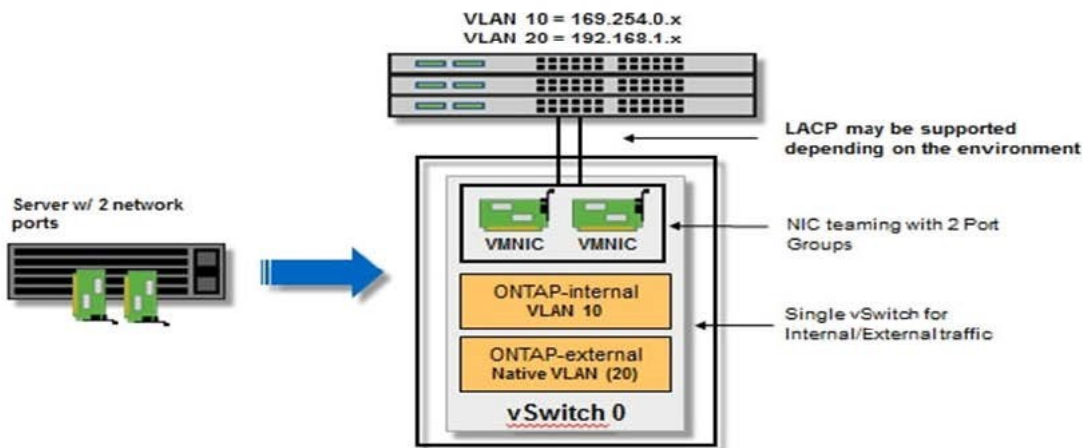 VLAN 10 = 169.254.0.x
VLAN 20 = 192.168.1.x
LACP may be supported
depending on the environment
Server w/ 2 network
ports
VMNIC
VMNIC
NIC teaming with 2 Port
Groups
ONTAP-internal
VLAN 10
Single vSwitch for
Internal/External traffic
ONTAP-external
Native VLAN (20)
vSwitch 0